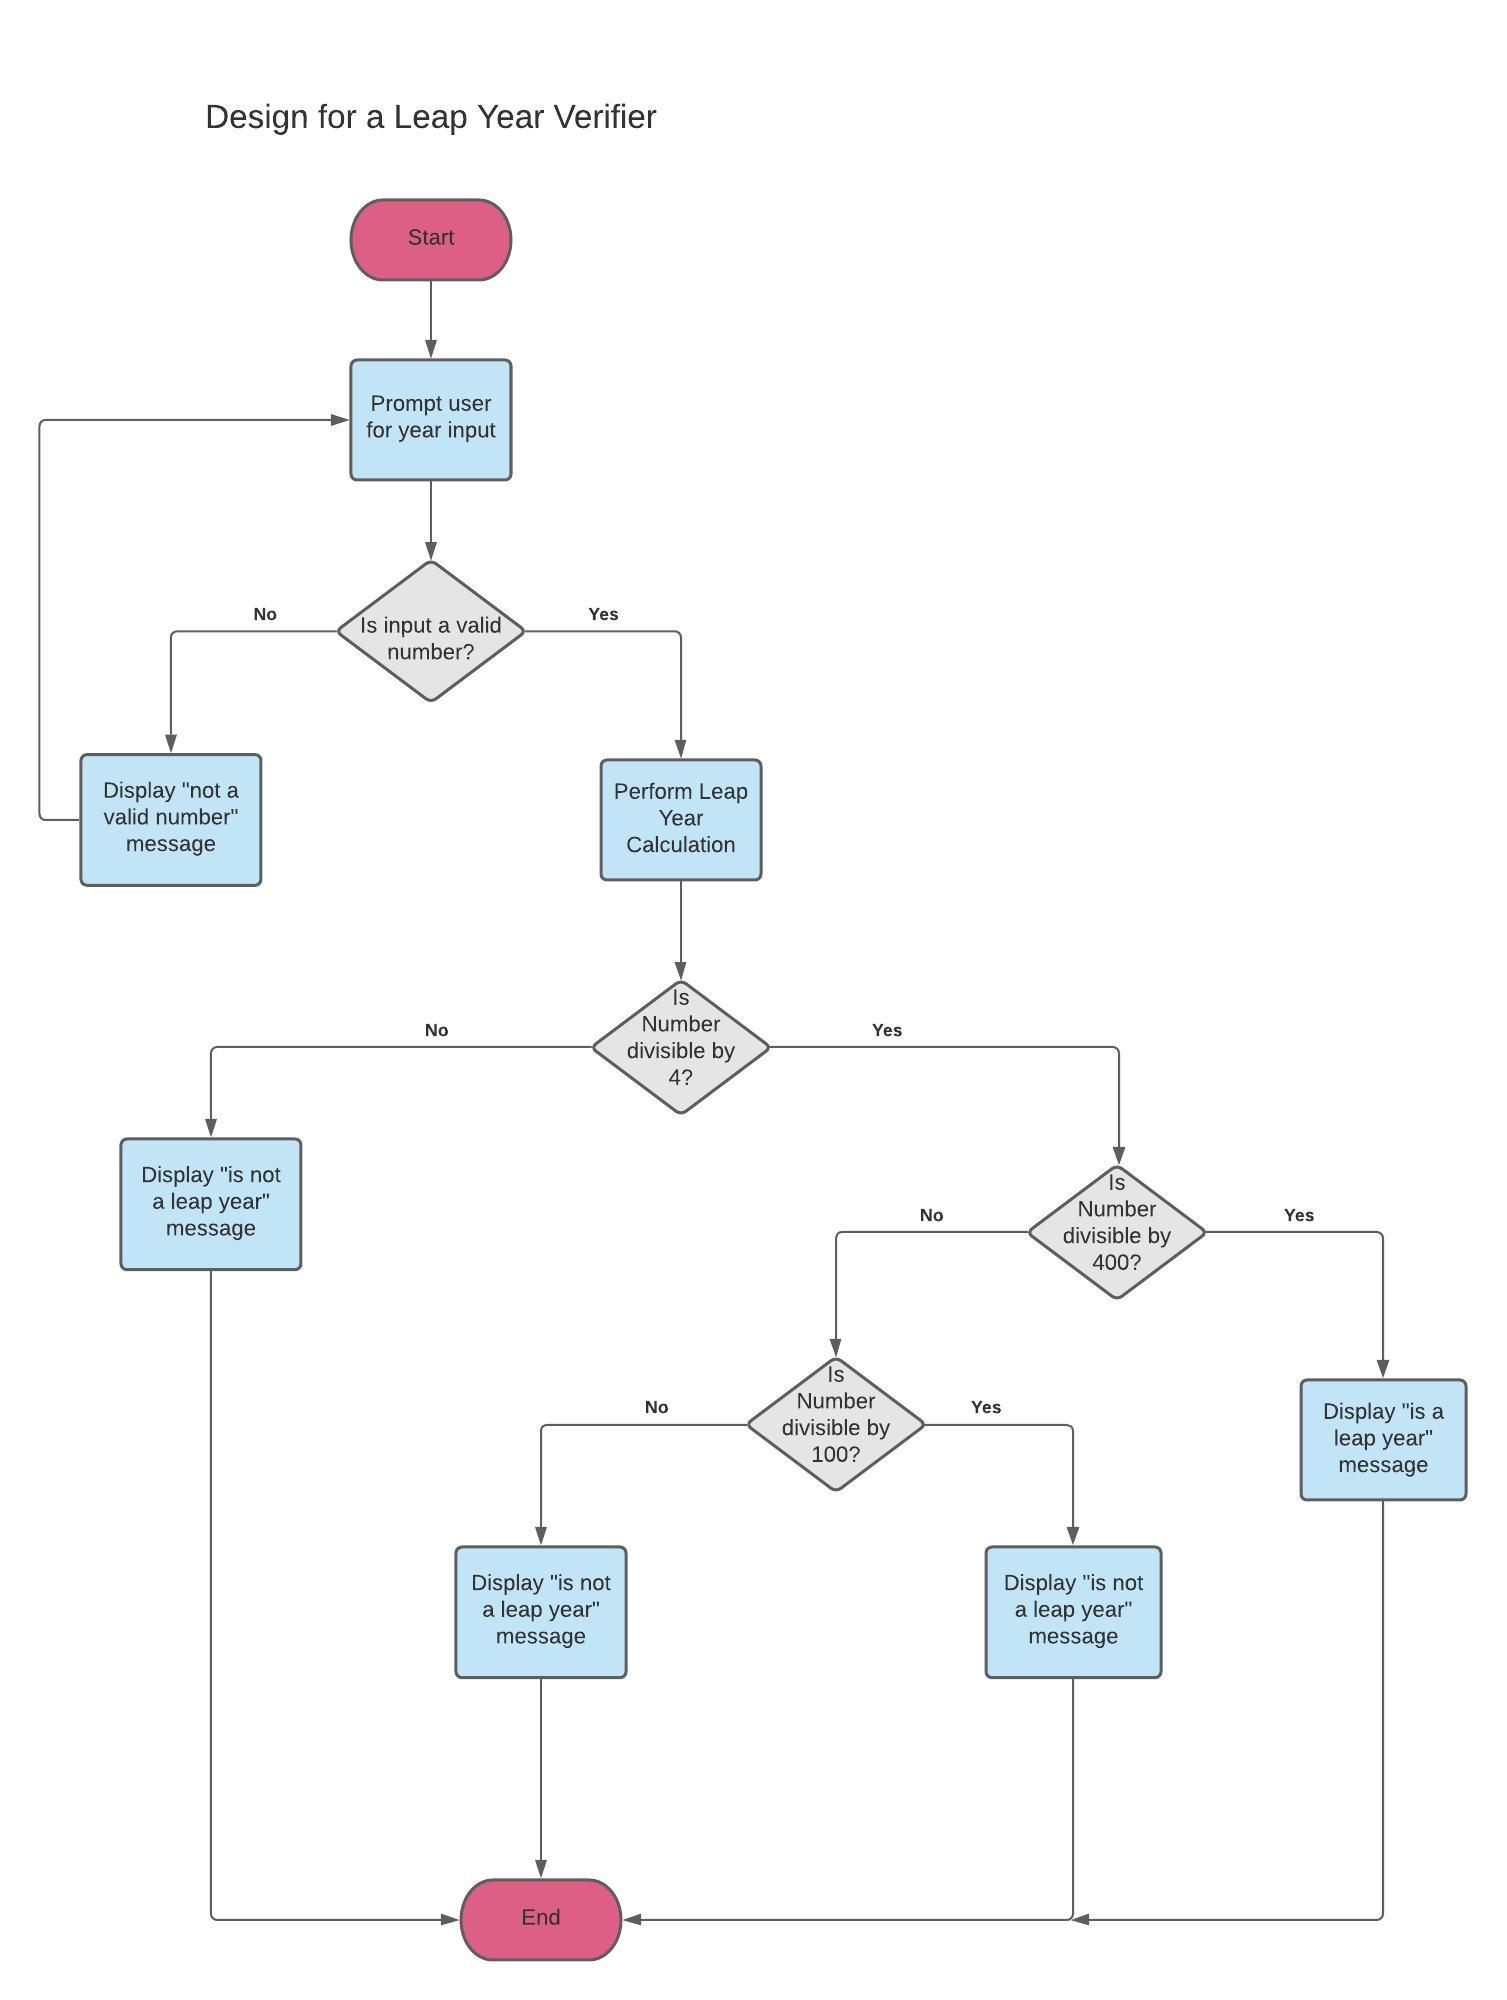 Design for a Leap Year Verifier
Start
Prompt user
for year input
No
Yes
Is input a valid
number?
Display "not a
valid number"
message
Perform Leap
Year
Calculation
No
Yes
Is
Number
divisible by
4?
Display "is not
a leap year"
message
No
Yes
Is
Number
divisible by
400?
No
Yes
Is
Number
divisible by
100?
Display "is a
leap year"
message
Display "is not
a leap year"
message
Display "is not
a leap year"
message
End